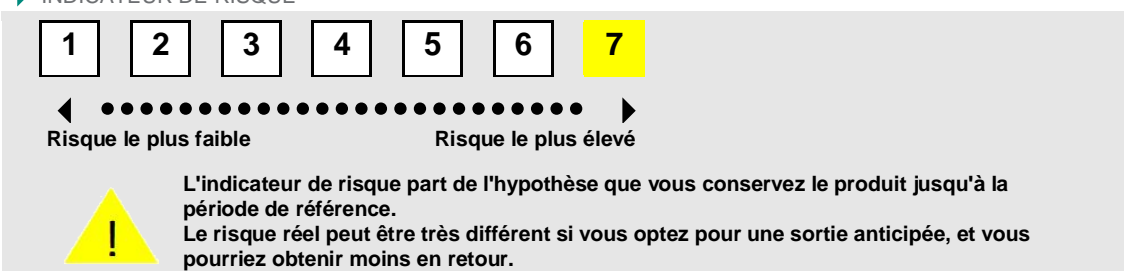 INDICATEUR DE RISQUE
1 2 3 4 5 6 7
Risque le plus faible Risque le plus élevé
L'indicateur de risque part de l'hypothèse que vous conservez le produit jusqu'à la
période de référence.
Le risque réel peut être très différent si vous optez pour une sortie anticipée, et vous
pourriez obtenir moins en retour.
!